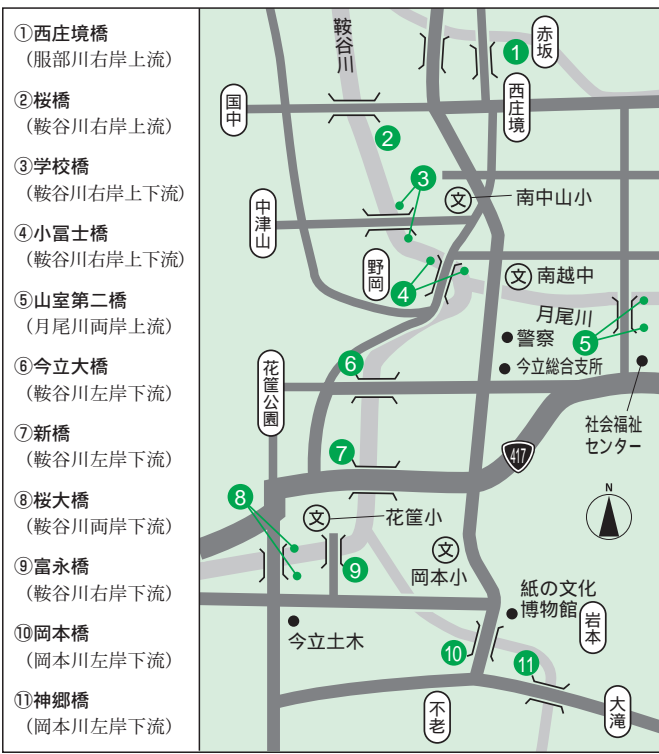 ①西庄境橋
（服部川右岸上流）
②桜橋
（鞍谷川右岸上流）
③学校橋
（鞍谷川右岸上下流）
④小冨士橋
（鞍谷川右岸上下流）
⑤山室第二橋
（月尾川両岸上流）
⑥今立大橋
（鞍谷川左岸下流）
⑦新橋
（鞍谷川左岸下流）
⑧桜大橋
（鞍谷川両岸下流）
⑨富永橋
（鞍谷川右岸下流）
⑩岡本橋
（岡本川左岸下流）
⑪神郷橋
（岡本川左岸下流）
鞍谷川
赤坂
1
国中
西庄境
2
3
文 南中山小
中津山
野岡
4
文 南越中
月尾川
5
警察
今立総合支所
6
花筐公園
社会福祉
センター
7
417
8
文 花筐小
N
9
文
岡本小
紙の文化
博物館
岩本
今立土木
10
11
不老
大滝